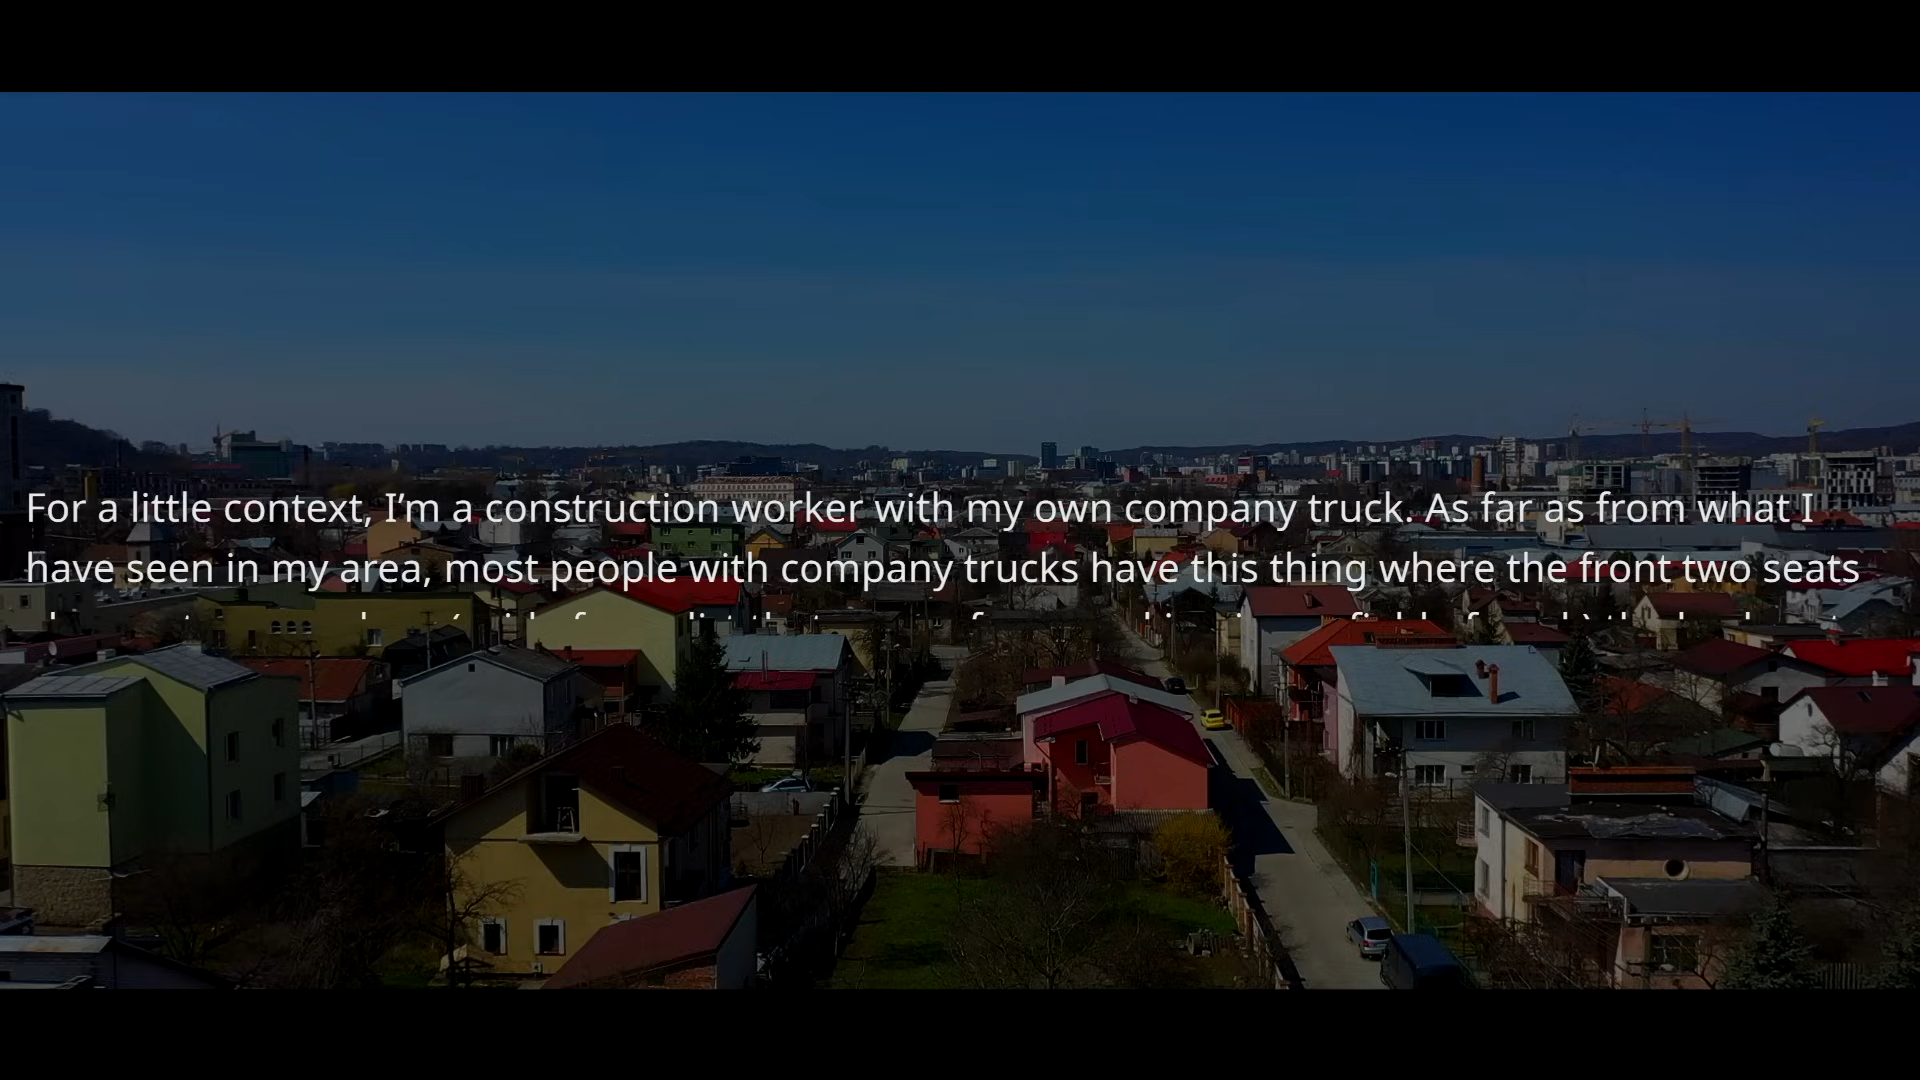 For a little context, I’m a construction worker with my own company truck. As far as from what I
have seen in my area, most people with company trucks have this thing where the front two seats